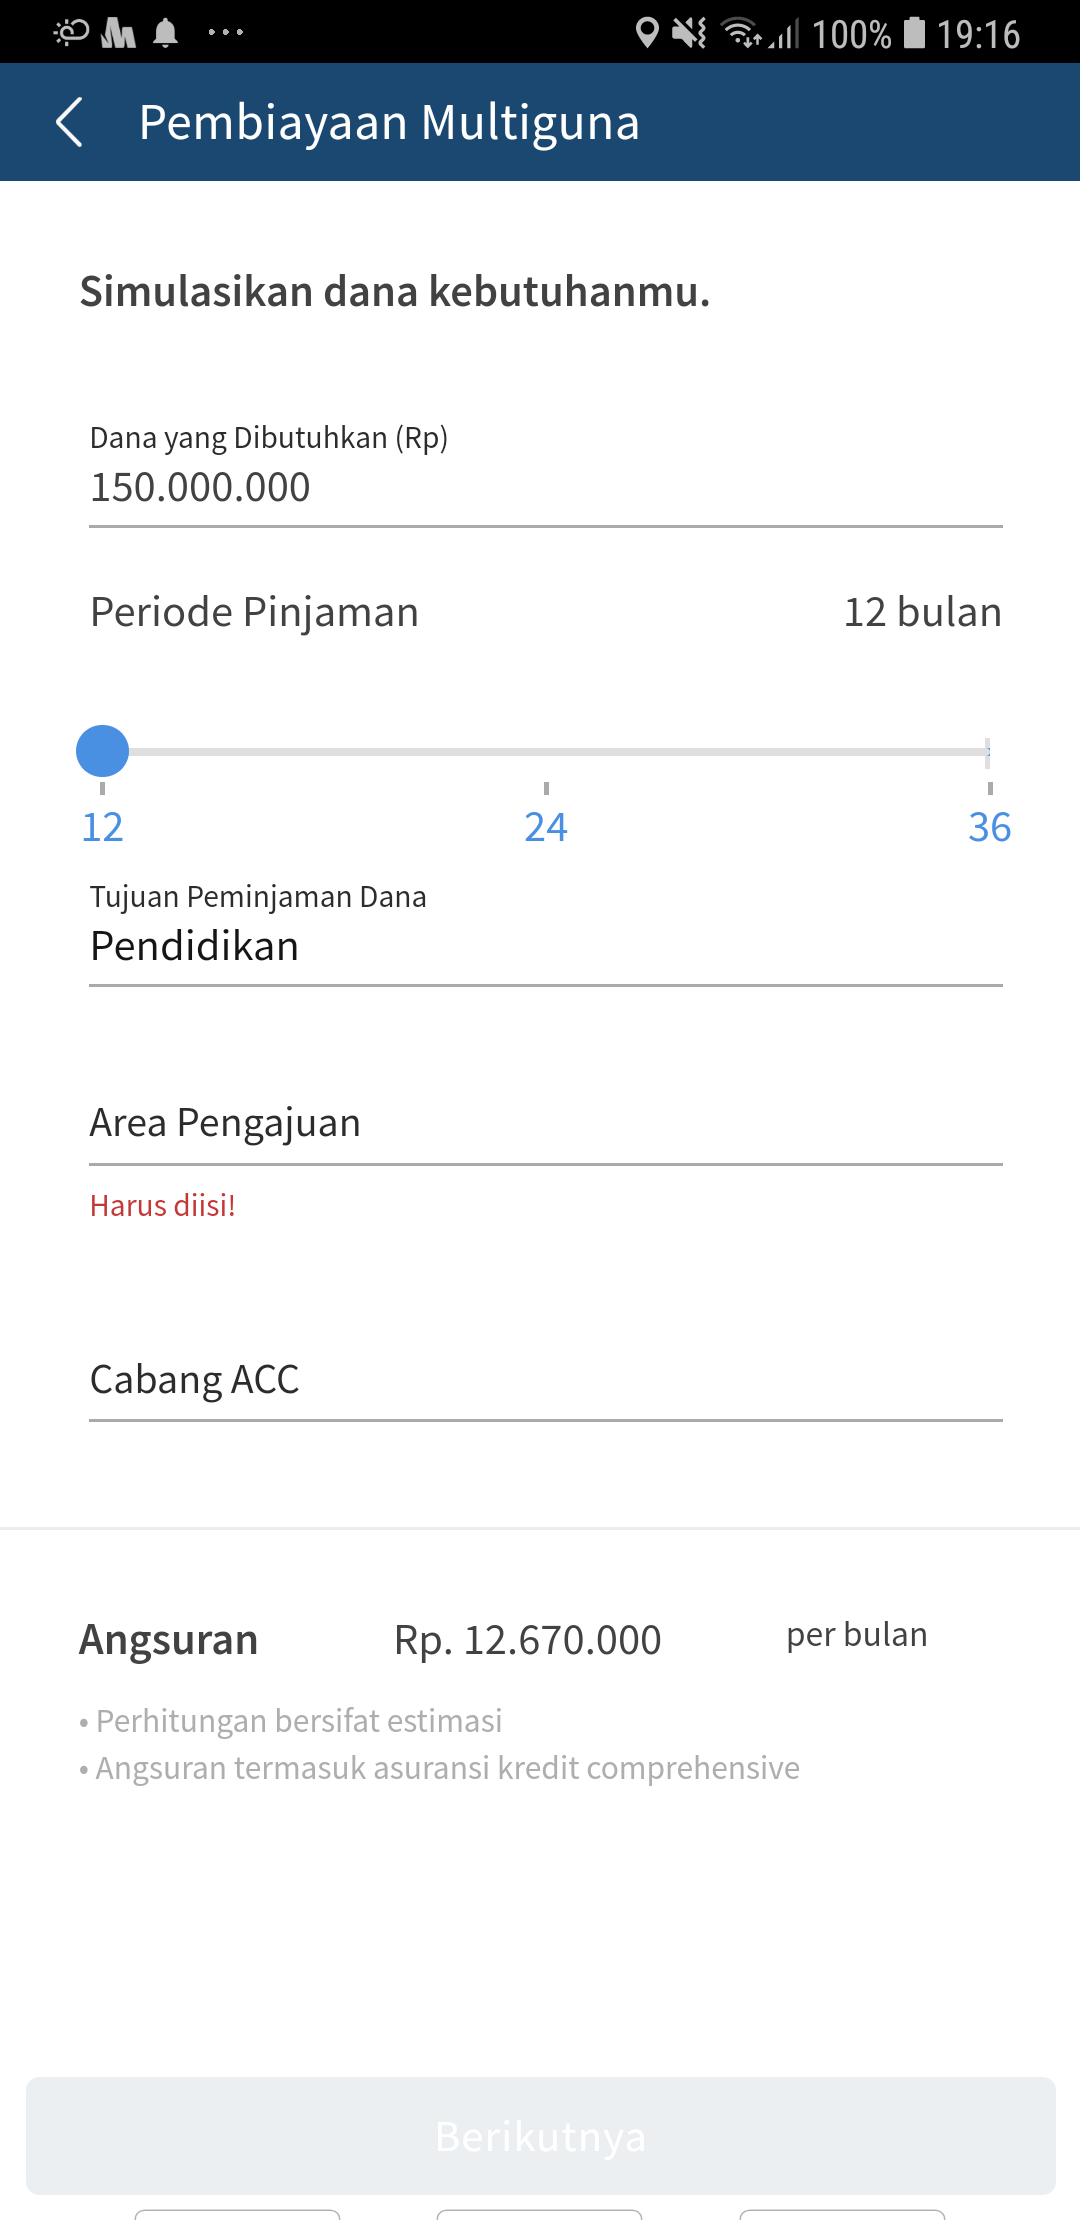 100% 19:16
Pembiayaan Multiguna
Simulasikan dana kebutuhanmu.
Dana yang Dibutuhkan (Rp)
150.000.000
Periode Pinjaman 12 bulan
12 24 36
Tujuan Peminjaman Dana
Pendidikan
Area Pengajuan
Harus diisi!
Cabang ACC
Angsuran Rp. 12.670.000 per bulan
• Perhitungan bersifat estimasi
• Angsuran termasuk asuransi kredit comprehensive
Berikutnya